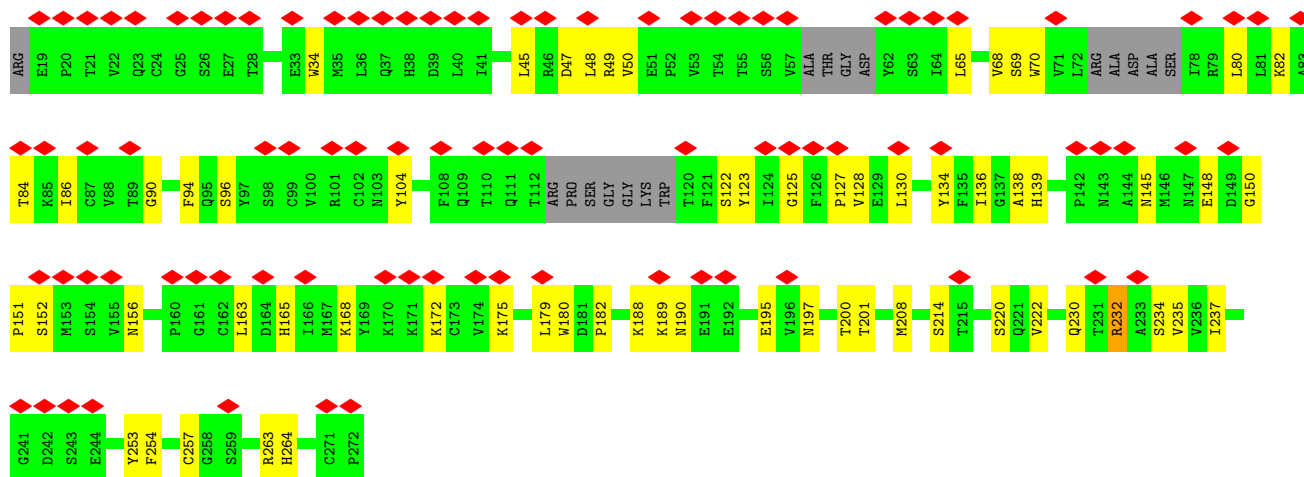 ARG E19 P20 T21 V22 Q23 C24 G25 S26 E27 T28 E33 W34 M35 L36 Q37 H38 D39 L40 I41 L45 R46 D47 L48 R49 V50 E51 P52 V53 T54 T55 S56 V57 ALA THR GLY ASP Y62 S63 I64 L65 V68 S69 W70 V71 L72 ARG ALA ASP ALA SER I78 R79 L80 L81 K82 A83
T84 K85 I86 C87 V88 T89 G90 F94 Q95 S96 Y97 S98 C99 V100 R101 C102 N103 Y104 F108 Q109 T110 Q111 T112 ARG PRO SER GLY GLY LYS TRP T120 F121 S122 Y123 I124 G125 F126 P127 V128 E129 L130 Y134 F135 I136 G137 A138 H139 P142 N143 A144 N145 M146 N147 E148 D149 G150
P151 S152 M153 S154 V155 N156 P160 G161 C162 L163 D164 H165 I166 M167 K168 Y169 K170 K171 K172 C173 V174 K175 L179 W180 D181 P182 K188 K189 N190 E191 E192 E195 V196 N197 T200 T201 M208 S214 T215 S220 Q221 V222 Q230 T231 R232 A233 S234 V235 V236 I237
G241 D242 S243 E244 Y253 F254 C257 G258 S259 R263 H264 C271 P272